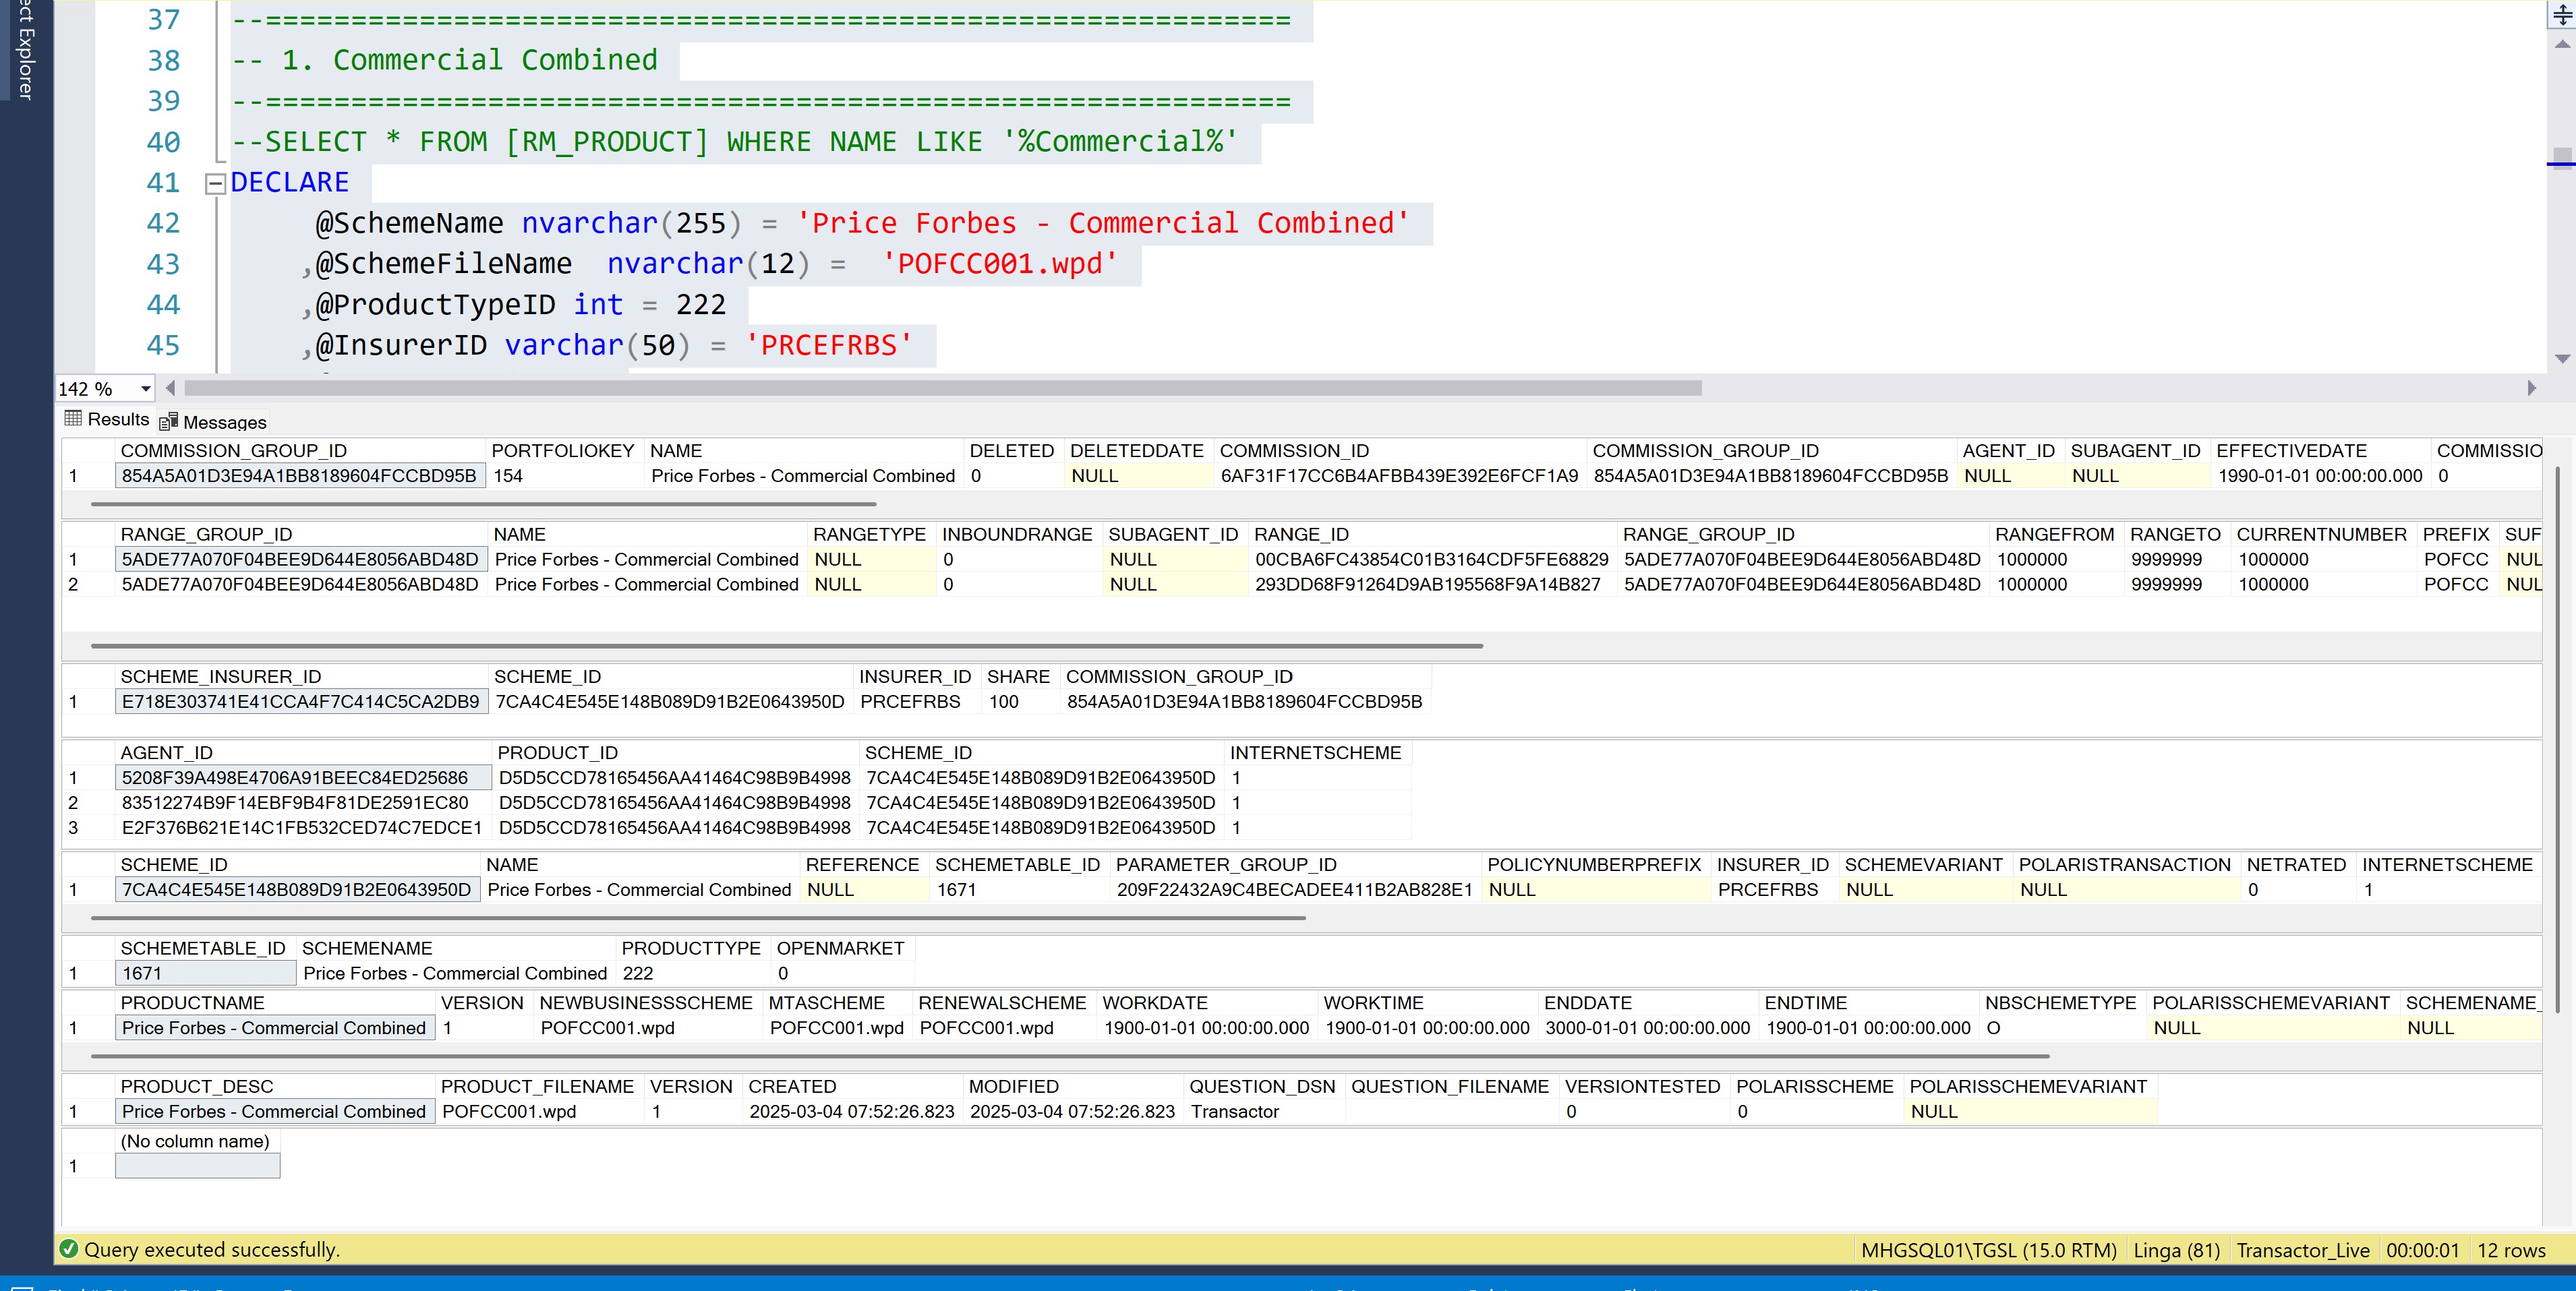 ect Explorer
37 --============================================================
38 -- 1. Commercial Combined
39 --============================================================
40 --SELECT * FROM [RM_PRODUCT] WHERE NAME LIKE '%Commercial%'
41 DECLARE
42 @SchemeName nvarchar(255) = 'Price Forbes - Commercial Combined'
43 ,@SchemeFileName nvarchar(12) = 'POFCC001.wpd'
44 ,@ProductTypeID int = 222
45 ,@InsurerID varchar(50) = 'PRCEFRBS'
142 %
Results Messages
COMMISSION_GROUP_ID PORTFOLIOKEY NAME DELETED DELETEDDATE COMMISSION_ID COMMISSION_GROUP_ID AGENT_ID SUBAGENT_ID EFFECTIVEDATE COMMISSIO
1 854A5A01D3E94A1BB8189604FCCBD95B 154 Price Forbes - Commercial Combined 0 NULL 6AF31F17CC6B4AFBB439E392E6FCF1A9 854A5A01D3E94A1BB8189604FCCBD95B NULL NULL 1990-01-01 00:00:00.000 0
RANGE_GROUP_ID NAME RANGETYPE INBOUNDRANGE SUBAGENT_ID RANGE_ID RANGE_GROUP_ID RANGEFROM RANGETO CURRENTNUMBER PREFIX SUF
1 5ADE77A070F04BEE9D644E8056ABD48D Price Forbes - Commercial Combined NULL 0 NULL 00CBA6FC43854C01B3164CDF5FE68829 5ADE77A070F04BEE9D644E8056ABD48D 1000000 9999999 1000000 POFCC NUL
2 5ADE77A070F04BEE9D644E8056ABD48D Price Forbes - Commercial Combined NULL 0 NULL 293DD68F91264D9AB195568F9A14B827 5ADE77A070F04BEE9D644E8056ABD48D 1000000 9999999 1000000 POFCC NUL
SCHEME_INSURER_ID SCHEME_ID INSURER_ID SHARE COMMISSION_GROUP_ID
1 E718E303741E41CCA4F7C414C5CA2DB9 7CA4C4E545E148B089D91B2E0643950D PRCEFRBS 100 854A5A01D3E94A1BB8189604FCCBD95B
AGENT_ID PRODUCT_ID SCHEME_ID INTERNETSCHEME
1 5208F39A498E4706A91BEEC84ED25686 D5D5CCD78165456AA41464C98B9B4998 7CA4C4E545E148B089D91B2E0643950D 1
2 83512274B9F14EBF9B4F81DE2591EC80 D5D5CCD78165456AA41464C98B9B4998 7CA4C4E545E148B089D91B2E0643950D 1
3 E2F376B621E14C1FB532CED74C7EDCE1 D5D5CCD78165456AA41464C98B9B4998 7CA4C4E545E148B089D91B2E0643950D 1
SCHEME_ID NAME REFERENCE SCHEMETABLE_ID PARAMETER_GROUP_ID POLICYNUMBERPREFIX INSURER_ID SCHEMEVARIANT POLARISTRANSACTION NETRATED INTERNETSCHEME
1 7CA4C4E545E148B089D91B2E0643950D Price Forbes - Commercial Combined NULL 1671 209F22432A9C4BECADEE411B2AB828E1 NULL PRCEFRBS NULL NULL 0 1
SCHEMETABLE_ID SCHEMENAME PRODUCTTYPE OPENMARKET
1 1671 Price Forbes - Commercial Combined 222 0
PRODUCTNAME VERSION NEWBUSINESSSCHEME MTASCHEME RENEWALSCHEME WORKDATE WORKTIME ENDDATE ENDTIME NBSCHEMETYPE POLARISSCHEMEVARIANT SCHEMENAME_
1 Price Forbes - Commercial Combined 1 POFCC001.wpd POFCC001.wpd POFCC001.wpd 1900-01-01 00:00:00.000 1900-01-01 00:00:00.000 3000-01-01 00:00:00.000 1900-01-01 00:00:00.000 O NULL NULL
PRODUCT_DESC PRODUCT_FILENAME VERSION CREATED MODIFIED QUESTION_DSN QUESTION_FILENAME VERSIONTESTED POLARISSCHEME POLARISSCHEMEVARIANT
1 Price Forbes - Commercial Combined POFCC001.wpd 1 2025-03-04 07:52:26.823 2025-03-04 07:52:26.823 Transactor 0 0 NULL
(No column name)
1
Query executed successfully. MHGSQL01\TGSL (15.0 RTM) Linga (81) Transactor_Live 00:00:01 12 rows